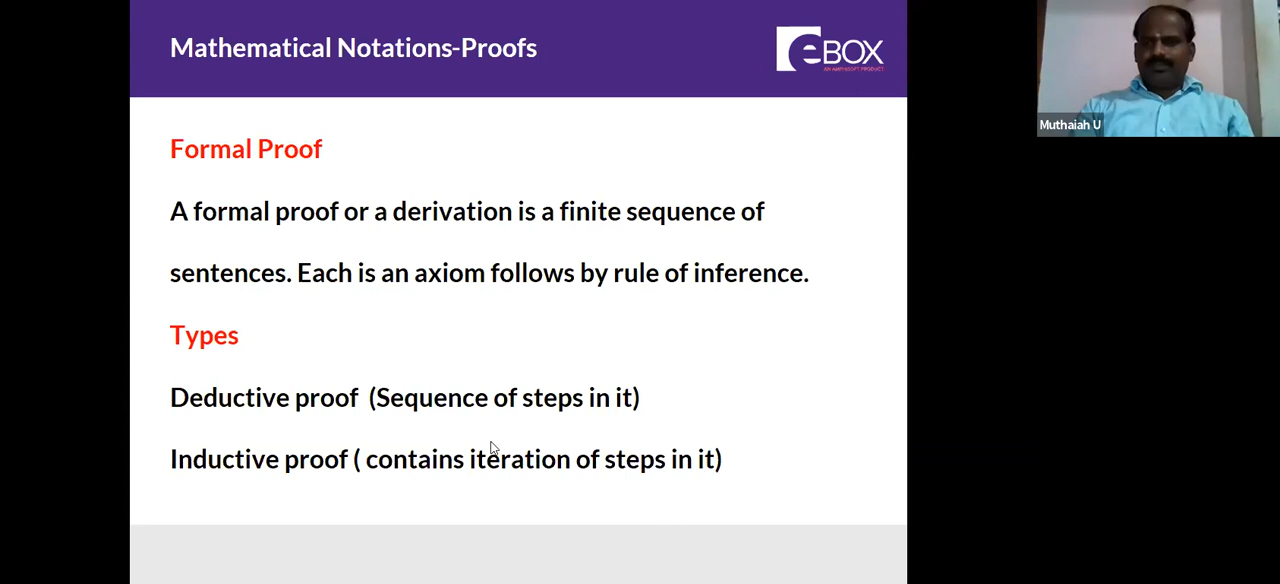 Mathematical Notations-Proofs
eBOX
AN AMPHISOFT PRODUCT
Muthaiah U
Formal Proof
A formal proof or a derivation is a finite sequence of
sentences. Each is an axiom follows by rule of inference.
Types
Deductive proof (Sequence of steps in it)
Inductive proof ( contains iteration of steps in it)